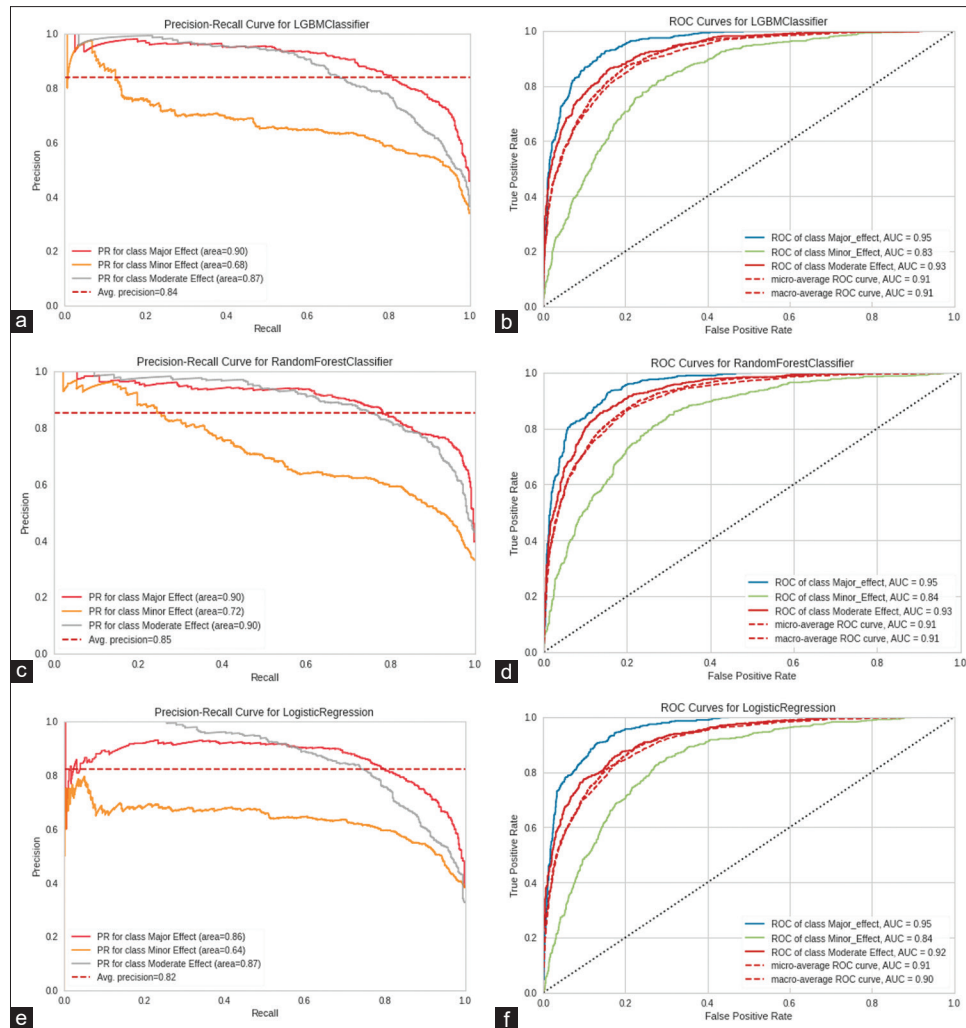 Precision-Recall Curve for LGBMClassifier
1.0
0.8
0.6
0.4
0.2
0.0
Precision
PR for class Major Effect (area=0.90)
PR for class Minor Effect (area=0.68)
PR for class Moderate Effect (area=0.87)
Avg. precision=0.84
0.0 0.2 0.4 0.6 0.8 1.0
Recall
a
ROC Curves for LGBMClassifier
1.0
0.8
0.6
0.4
0.2
0.0
True Positive Rate
ROC of class Major_effect, AUC = 0.95
ROC of class Minor_Effect, AUC = 0.83
ROC of class Moderate Effect, AUC = 0.93
micro-average ROC curve, AUC = 0.91
macro-average ROC curve, AUC = 0.91
0.0 0.2 0.4 0.6 0.8 1.0
False Positive Rate
b
Precision-Recall Curve for RandomForestClassifier
1.0
0.8
0.6
0.4
0.2
0.0
Precision
PR for class Major Effect (area=0.90)
PR for class Minor Effect (area=0.72)
PR for class Moderate Effect (area=0.90)
Avg. precision=0.85
0.0 0.2 0.4 0.6 0.8 1.0
Recall
c
ROC Curves for RandomForestClassifier
1.0
0.8
0.6
0.4
0.2
0.0
True Positive Rate
ROC of class Major_effect, AUC = 0.95
ROC of class Minor_Effect, AUC = 0.84
ROC of class Moderate Effect, AUC = 0.93
micro-average ROC curve, AUC = 0.91
macro-average ROC curve, AUC = 0.91
0.0 0.2 0.4 0.6 0.8 1.0
False Positive Rate
d
Precision-Recall Curve for LogisticRegression
1.0
0.8
0.6
0.4
0.2
0.0
Precision
PR for class Major Effect (area=0.86)
PR for class Minor Effect (area=0.64)
PR for class Moderate Effect (area=0.87)
Avg. precision=0.82
0.0 0.2 0.4 0.6 0.8 1.0
Recall
e
ROC Curves for LogisticRegression
1.0
0.8
0.6
0.4
0.2
0.0
True Positive Rate
ROC of class Major_effect, AUC = 0.95
ROC of class Minor_Effect, AUC = 0.84
ROC of class Moderate Effect, AUC = 0.92
micro-average ROC curve, AUC = 0.91
macro-average ROC curve, AUC = 0.90
0.0 0.2 0.4 0.6 0.8 1.0
False Positive Rate
f